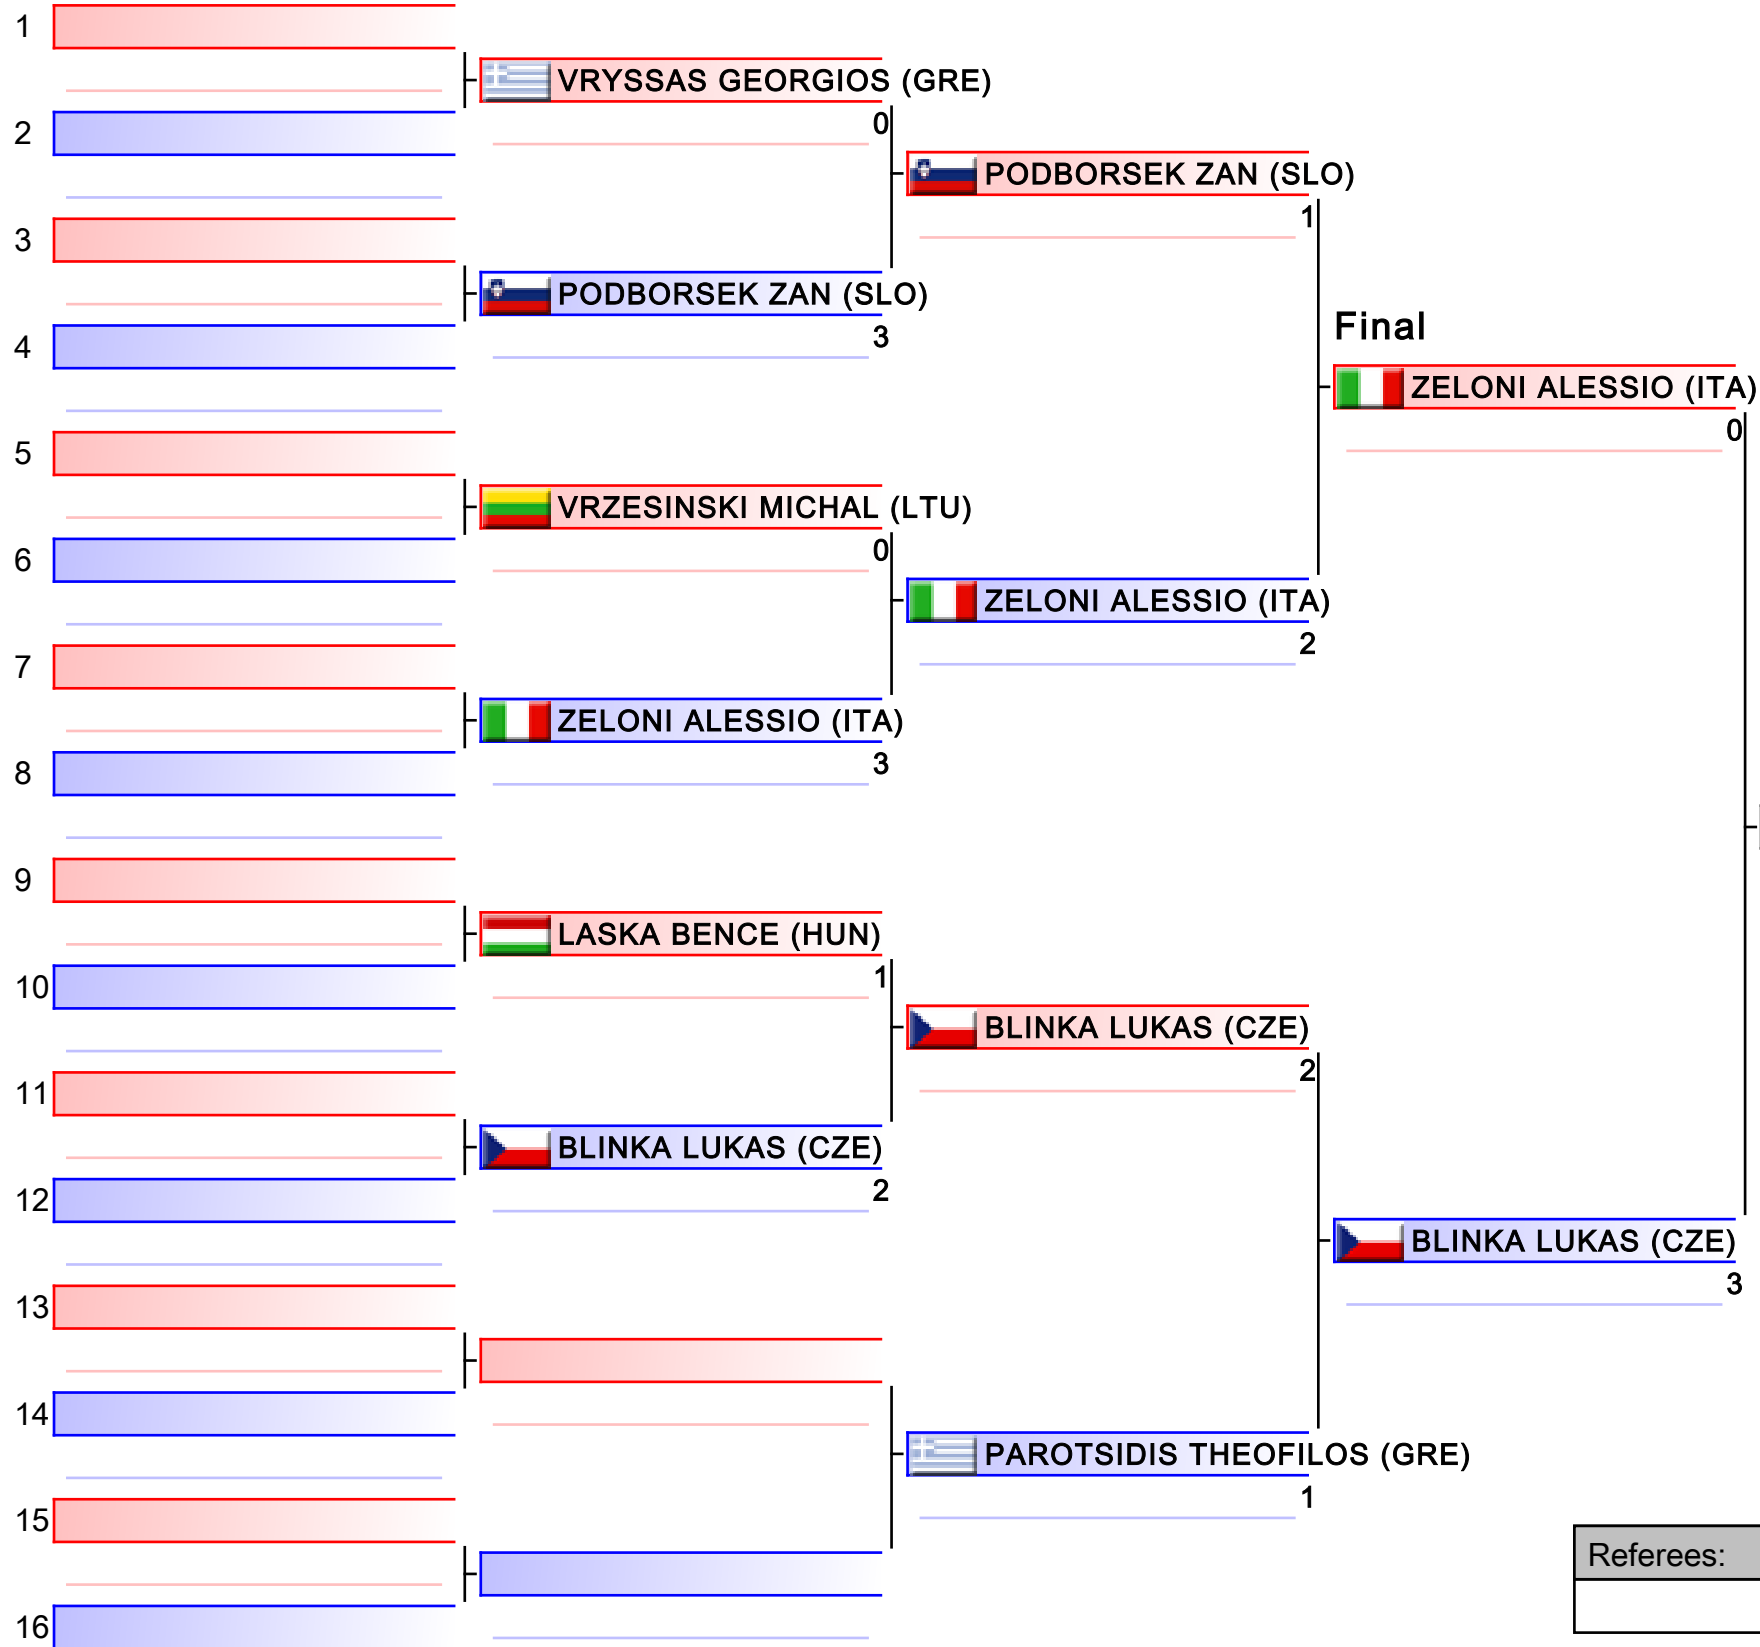 1
VRYSSAS GEORGIOS (GRE)
0
2
PODBORSEK ZAN (SLO)
1
3
PODBORSEK ZAN (SLO)
3
4
Final
ZELONI ALESSIO (ITA)
0
5
VRZESINSKI MICHAL (LTU)
0
6
ZELONI ALESSIO (ITA)
2
7
ZELONI ALESSIO (ITA)
3
8
9
LASKA BENCE (HUN)
1
10
BLINKA LUKAS (CZE)
2
11
BLINKA LUKAS (CZE)
2
12
BLINKA LUKAS (CZE)
3
13
14
PAROTSIDIS THEOFILOS (GRE)
1
15
Referees:
16